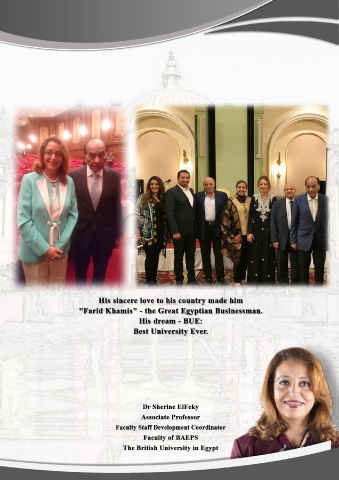 His sincere love to his country made him
"Farid Khamis" - the Great Egyptian Businessman.
His dream - BUE:
Best University Ever.
Dr Sherine ElFeky
Associate Professor
Faculty Staff Development Coordinator
Faculty of BAEPS
The British University in Egypt